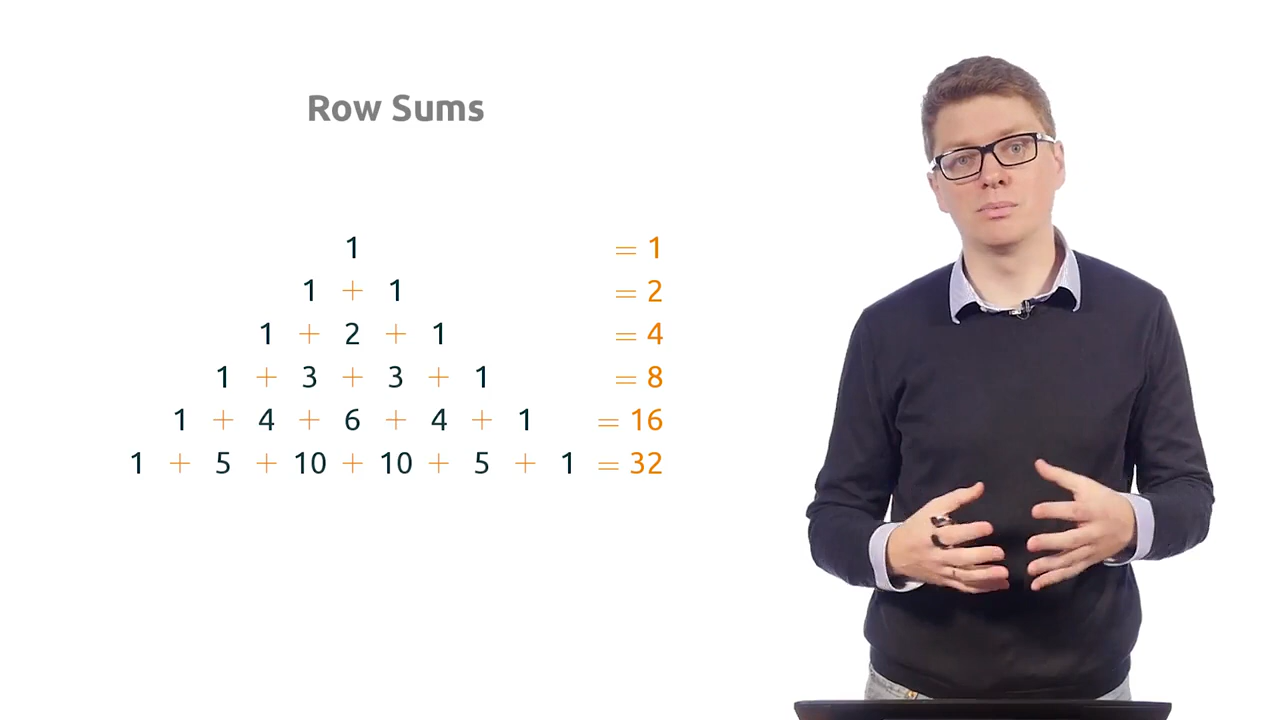 Row Sums
1 = 1
1 + 1 = 2
1 + 2 + 1 = 4
1 + 3 + 3 + 1 = 8
1 + 4 + 6 + 4 + 1 = 16
1 + 5 + 10 + 10 + 5 + 1 = 32